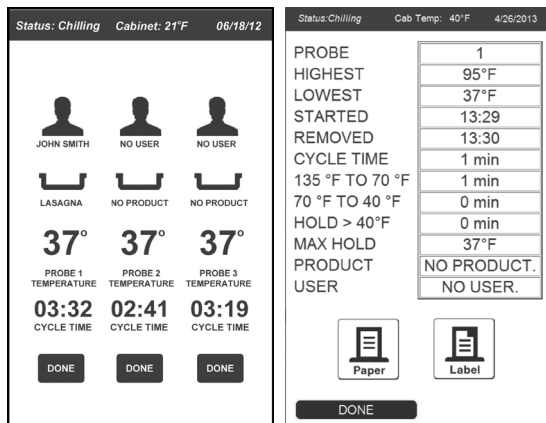 Status: Chilling Cabinet: 21°F 06/18/12
JOHN SMITH NO USER NO USER
LASAGNA NO PRODUCT NO PRODUCT
37° 37° 37°
PROBE 1 PROBE 2 PROBE 3
TEMPERATURE TEMPERATURE TEMPERATURE
03:32 02:41 03:19
CYCLE TIME CYCLE TIME CYCLE TIME
DONE DONE DONE
Status:Chilling Cab Temp: 40°F 4/26/2013
PROBE 1
HIGHEST 95°F
LOWEST 37°F
STARTED 13:29
REMOVED 13:30
CYCLE TIME 1 min
135 °F TO 70 °F 1 min
70 °F TO 40 °F 0 min
HOLD > 40°F 0 min
MAX HOLD 37°F
PRODUCT NO PRODUCT.
USER NO USER.
Paper Label
DONE